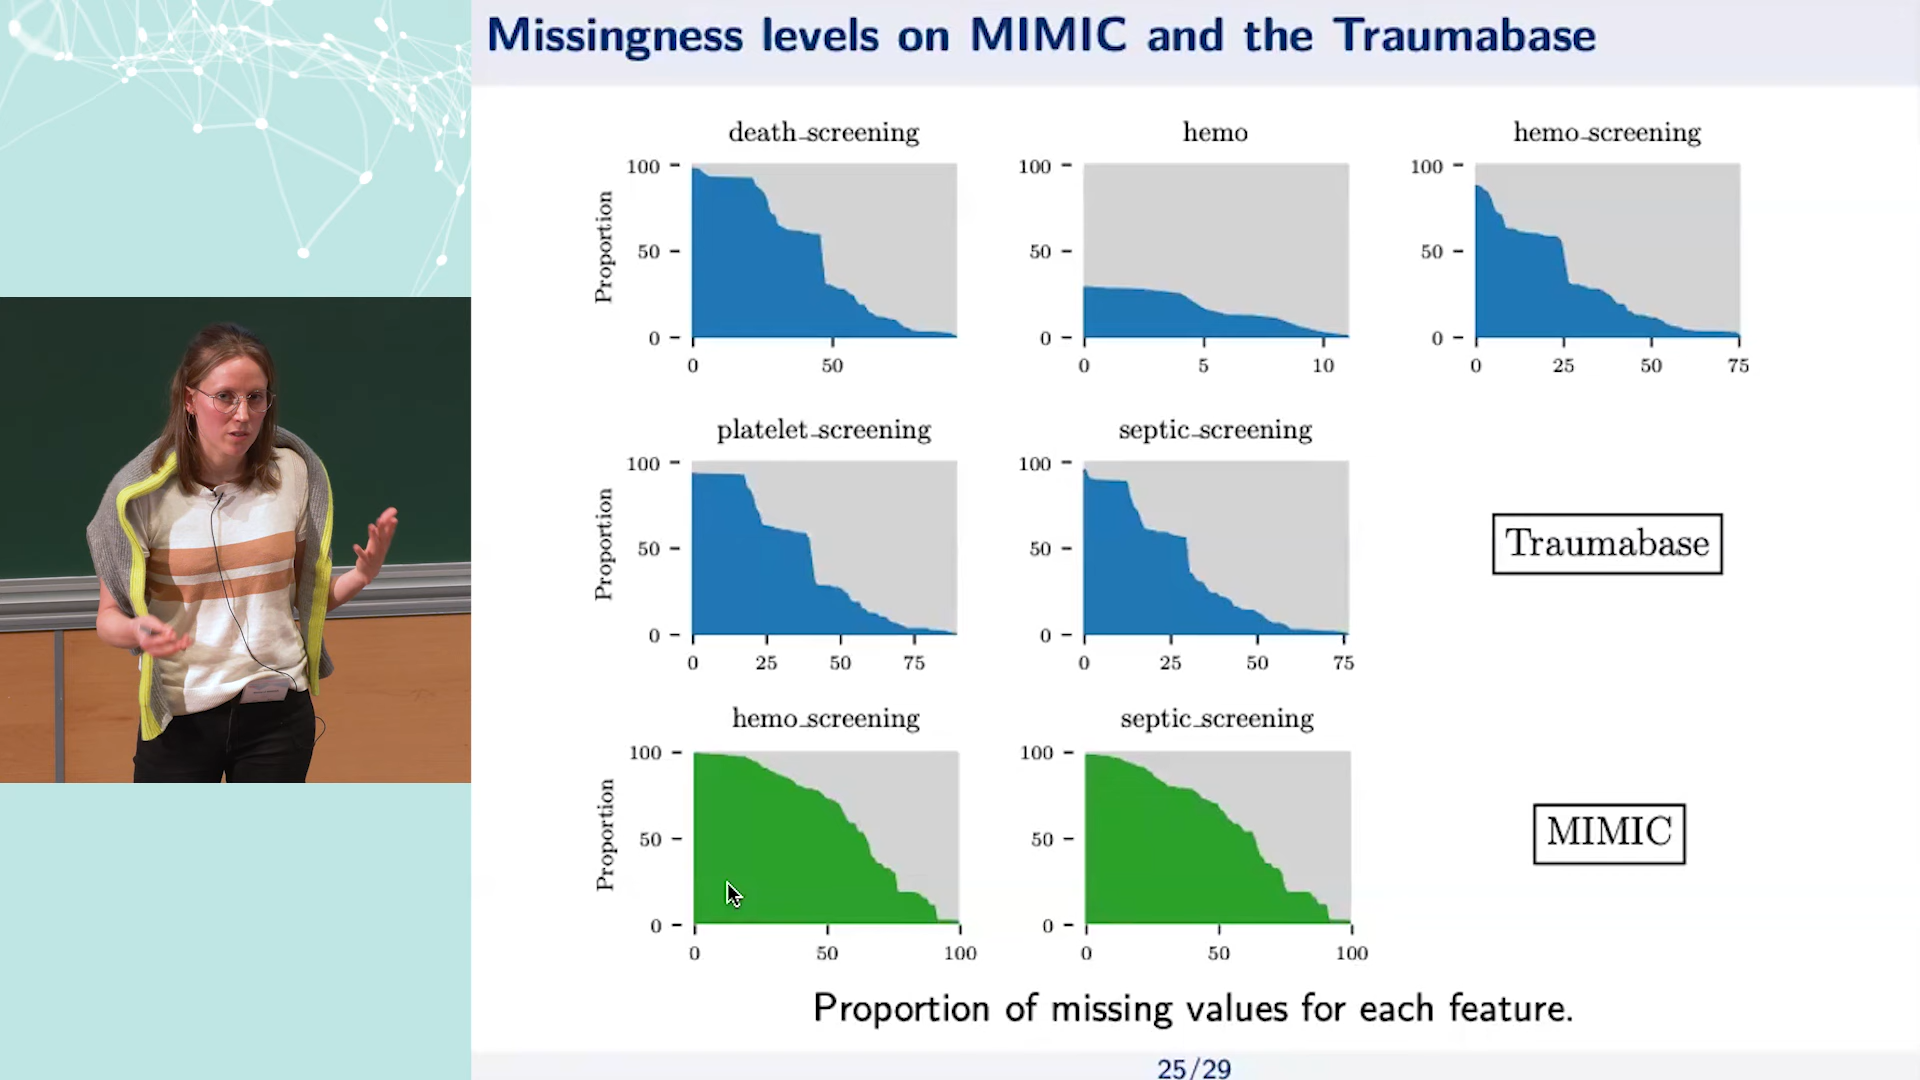 Missingness levels on MIMIC and the Traumabase
death_screening
hemo
hemo_screening
100
50
0
Proportion
0 50
100
50
0
0 5 10
100
50
0
0 25 50 75
platelet_screening
septic_screening
100
50
0
Proportion
0 25 50 75
100
50
0
0 25 50 75
Traumabase
hemo_screening
septic_screening
100
50
0
Proportion
0 50 100
100
50
0
0 50 100
MIMIC
Proportion of missing values for each feature.
25/29